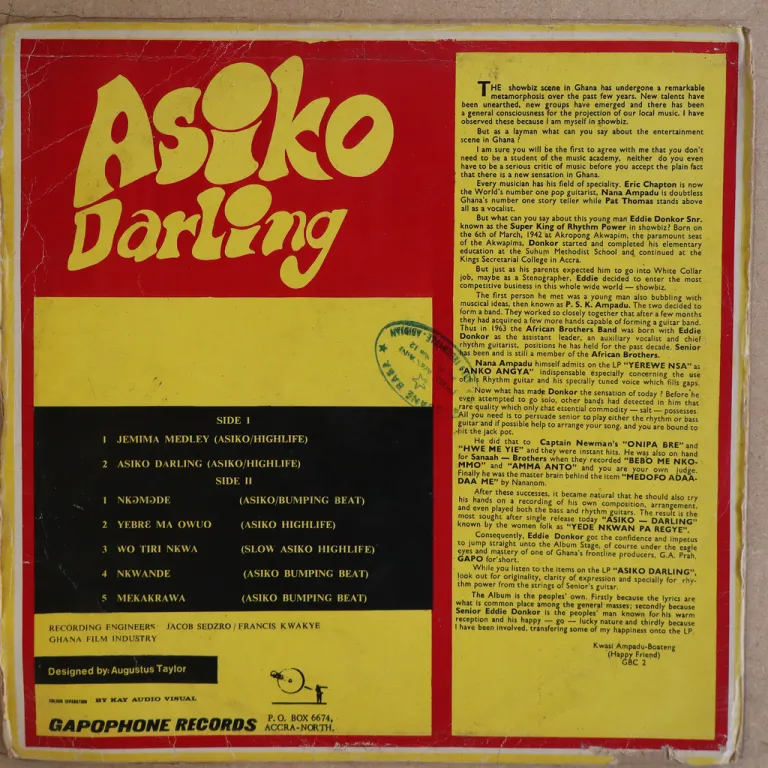 Asiko
Darling
SIDE I
1 JEMIMA MEDLEY (ASIKO/HIGHLIFE)
2 ASIKO DARLING (ASIKO/HIGHLIFE)
SIDE II
1 NKƏMƏDE (ASIKO/BUMPING BEAT)
2 YEBRE MA OWUO (ASIKO HIGHLIFE)
3 WO TIRI NKWA (SLOW ASIKO HIGHLIFE)
4 NKWANDE (ASIKO BUMPING BEAT)
5 MEKAKRAWA (ASIKO BUMPING BEAT)
RECORDING ENGINEERS JACOB SEDZRO/FRANCIS KWAKYE
GHANA FILM INDUSTRY
Designed by: Augustus Taylor
COLOUR SEPARATION BY KAY AUDIO VISUAL
GAPOPHONE RECORDS
P. O. BOX 6674,
ACCRA-NORTH.
THE showbiz scene in Ghana has undergone a remarkable
metamorphosis over the past few years. New talents have
been unearthed, new groups have emerged and there has been
a general consciousness for the projection of our local music. I have
observed these because I am myself in showbiz.
But as a layman what can you say about the entertainment
scene in Ghana ?
I am sure you will be the first to agree with me that you don't
need to be a student of the music academy, neither do you even
have to be a serious critic of music before you accept the plain fact
that there is a new sensation in Ghana.
Every musician has his field of speciality. Eric Chapton is now
the World's number one pop guitarist, Nana Ampadu is doubtless
Ghana's number one story teller while Pat Thomas stands above
all as a vocalist.
But what can you say about this young man Eddie Donkor Snr.
known as the Super King of Rhythm Power in showbiz? Born on
the 6th of March, 1942 at Akropong Akwapim, the paramount seat
of the Akwapims, Donkor started and completed his elementary
education at the Suhum Methodist School and continued at the
Kings Secretarial College in Accra.
But just as his parents expected him to go into White Collar
job, maybe as a Stenographer, Eddie decided to enter the most
competitive business in this whole wide world — showbiz.
The first person he met was a young man also bubbling with
muscical ideas, then known as P. S. K. Ampadu. The two decided to
form a band. They worked so closely together that after a few months
they had acquired a few more hands capable of forming a guitar band.
Thus in 1963 the African Brothers Band was born with Eddie
Donkor as the assistant leader, an auxiliary vocalist and chief
rhythm guitarist, positions he has held for the past decade. Senior
has been and is still a member of the African Brothers.
Nana Ampadu himself admits on the LP "YEREWE NSA" as
"ANKO ANGYA" indispensable especially concerning the use
of his Rhythm guitar and his specially tuned voice which fills gaps.
Now what has made Donkor the sensation of today ? Before he
even attempted to go solo, other bands had detected in him that
rare quality which only that essential commodity — salt — possesses.
All you need is to persuade senior to play either the rhythm or bass
guitar and if possible help to arrange your song, and you are bound to
hit the jack pot.
He did that to Captain Newman's "ONIPA BRE" and
"HWE ME YIE" and they were instant hits. He was also on hand
for Sanaah — Brothers when they recorded "BEBO ME NKO-
MMO" and "AMMA ANTO" and you are your own judge.
Finally he was the master brain behind the item "MEDOFO ADAA-
DAA ME" by Nananom.
After these successes, it became natural that he should also try
his hands on a recording of his own composition, arrangement,
and even played both the bass and rhythm guitars. The result is the
most sought after single release today "ASIKO — DARLING"
known by the women folk as "YEDE NKWAN PA REGYE".
Consequently, Eddie Donkor got the confidence and impetus
to jump straight unto the Album Stage, of course under the eagle
eyes and mastery of one of Ghana's frontline producers, G.A. Prah.
GAPO for short.
While you listen to the items on the LP "ASIKO DARLING",
look out for originality, clarity of expression and specially for rhy-
thm power from the strings of Senior's guitar.
The Album is the peoples' own. Firstly because the lyrics are
what is common place among the general masses; secondly because
Senior Eddie Donkor is the peoples' man known for his warm
reception and his happy — go — lucky nature and thirdly because
I have been involved, transfering some of my happiness onto the LP.
Kwasi Ampadu-Boateng
(Happy Friend)
GBC 2